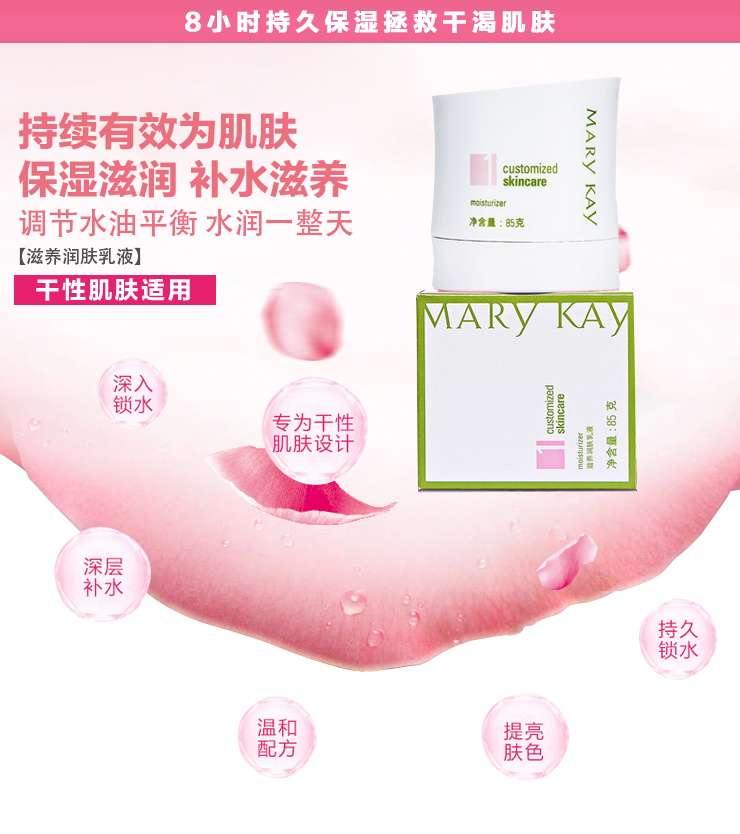 8小时持久保湿拯救干渴肌肤
持续有效为肌肤
保湿滋润 补水滋养
调节水油平衡 水润一整天
【滋养润肤乳液】
干性肌肤适用
MARY KAY
1
customized
skincare
moisturizer
净含量：85克
MARY KAY
1
customized
skincare
moisturizer
滋养润肤乳液
净含量：85 克
深入
锁水
专为干性
肌肤设计
深层
补水
持久
锁水
温和
配方
提亮
肤色